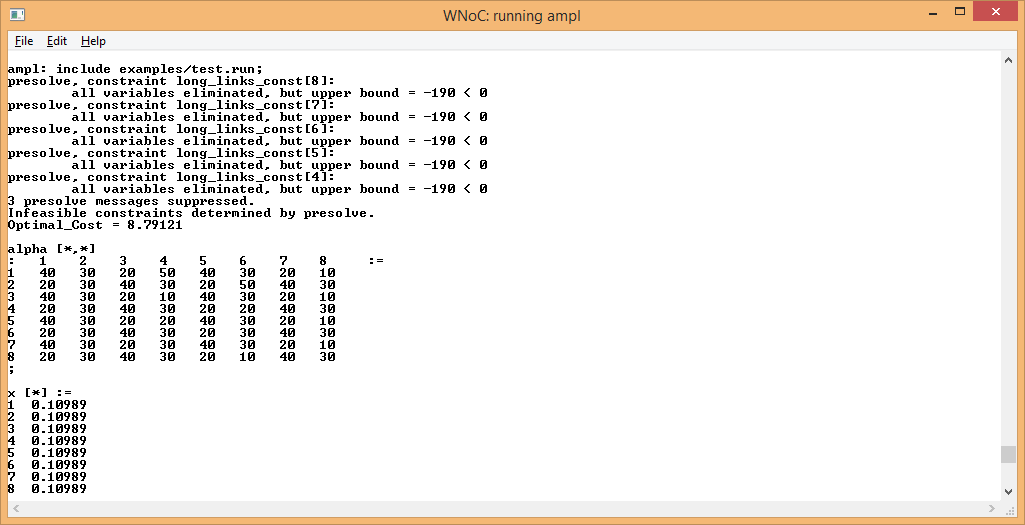 WNoC: running ampl
File Edit Help
ampl: include examples/test.run;
presolve, constraint long_links_const[8]:
all variables eliminated, but upper bound = -190 < 0
presolve, constraint long_links_const[7]:
all variables eliminated, but upper bound = -190 < 0
presolve, constraint long_links_const[6]:
all variables eliminated, but upper bound = -190 < 0
presolve, constraint long_links_const[5]:
all variables eliminated, but upper bound = -190 < 0
presolve, constraint long_links_const[4]:
all variables eliminated, but upper bound = -190 < 0
3 presolve messages suppressed.
Infeasible constraints determined by presolve.
Optimal_Cost = 8.79121
alpha [*,*]
: 1 2 3 4 5 6 7 8 :=
1 40 30 20 50 40 30 20 10
2 20 30 40 30 20 50 40 30
3 40 30 20 10 40 30 20 10
4 20 30 40 30 20 20 40 30
5 40 30 20 20 40 30 20 10
6 20 30 40 30 20 30 40 30
7 40 30 20 30 40 30 20 10
8 20 30 40 30 20 10 40 30
;
x [*] :=
1 0.10989
2 0.10989
3 0.10989
4 0.10989
5 0.10989
6 0.10989
7 0.10989
8 0.10989